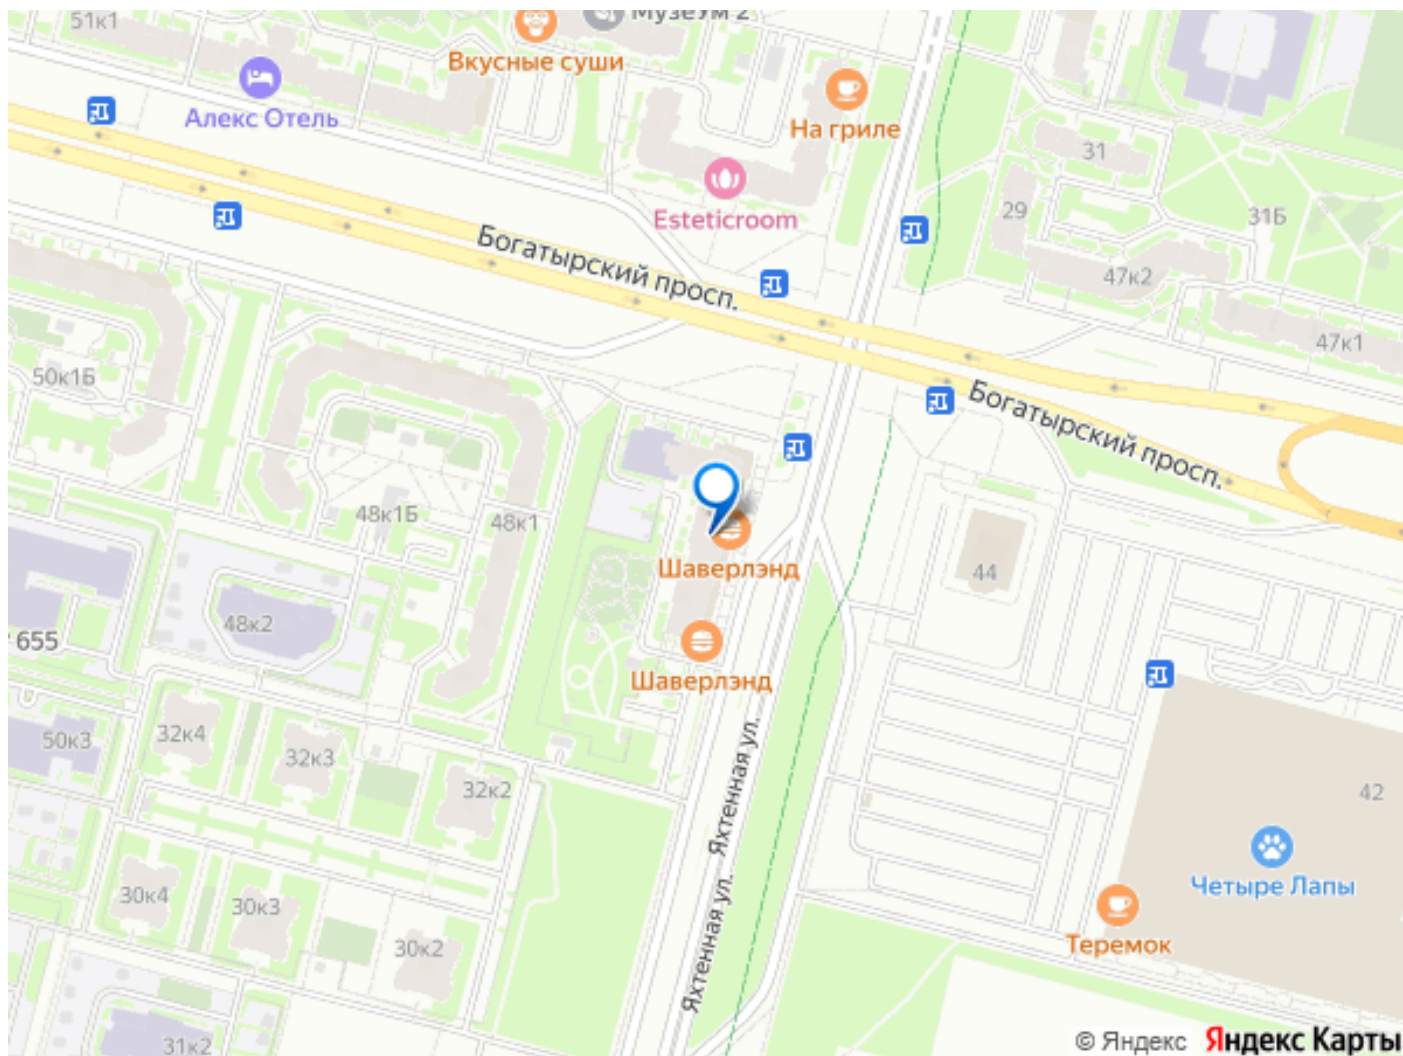 51к1
МузеУм 2
Вкусные суши
Алекс Отель
На гриле
31
Esteticroom
29
31Б
Богатырский просп.
47к2
47к1
50к1Б
Богатырский просп.
48к1Б
48к1
Шаверлэнд
44
48к2
655
Шаверлэнд
32к4
50к3
32к3
Яхтенная ул.
32к2
42
Четыре Лапы
30к4
30к3
Яхтенная ул.
30к2
Теремок
31к2
© Яндекс Яндекс Карты